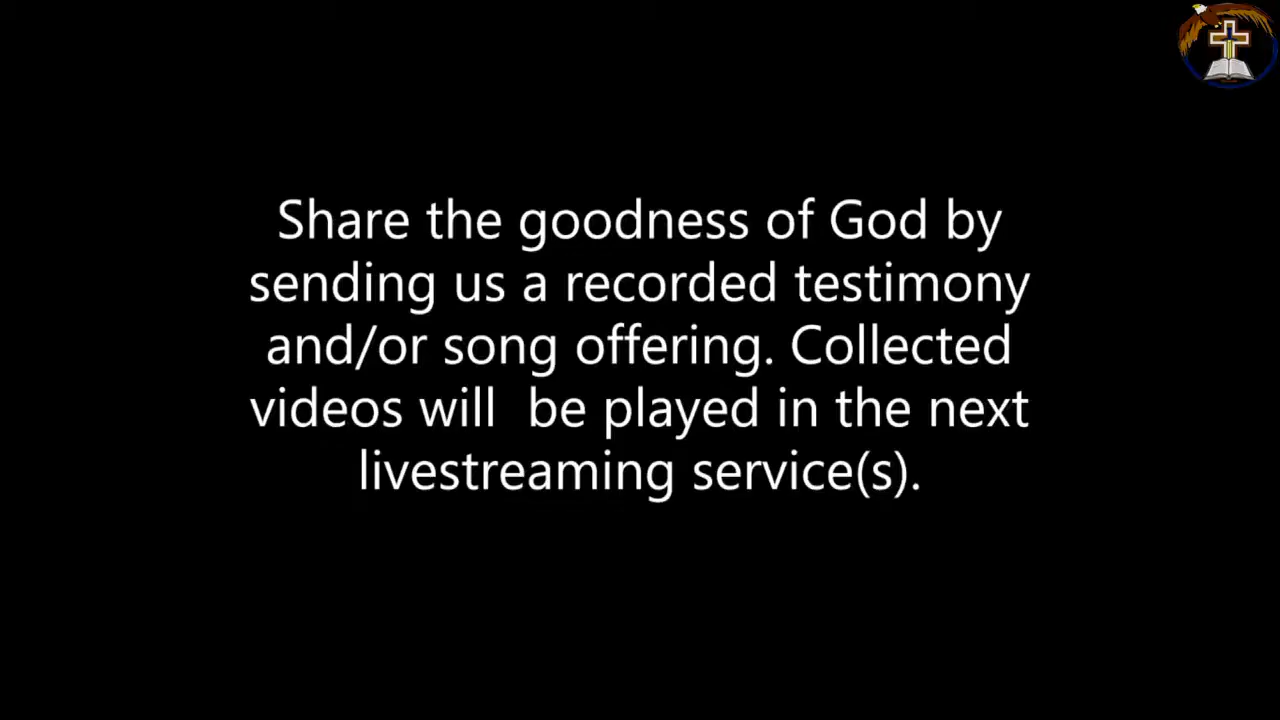 Share the goodness of God by
sending us a recorded testimony
and/or song offering. Collected
videos will  be played in the next
livestreaming service(s).